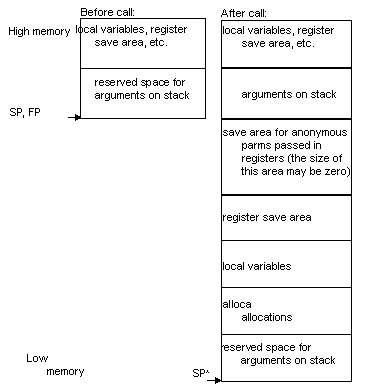 Before call:
After call:
High memory
local variables, register
save area, etc.
reserved space for
arguments on stack
SP, FP
local variables, register
save area, etc.
arguments on stack
save area for anonymous
parms passed in
registers (the size of
this area may be zero)
register save area
local variables
alloca
allocations
reserved space for
arguments on stack
Low
memory
SP*